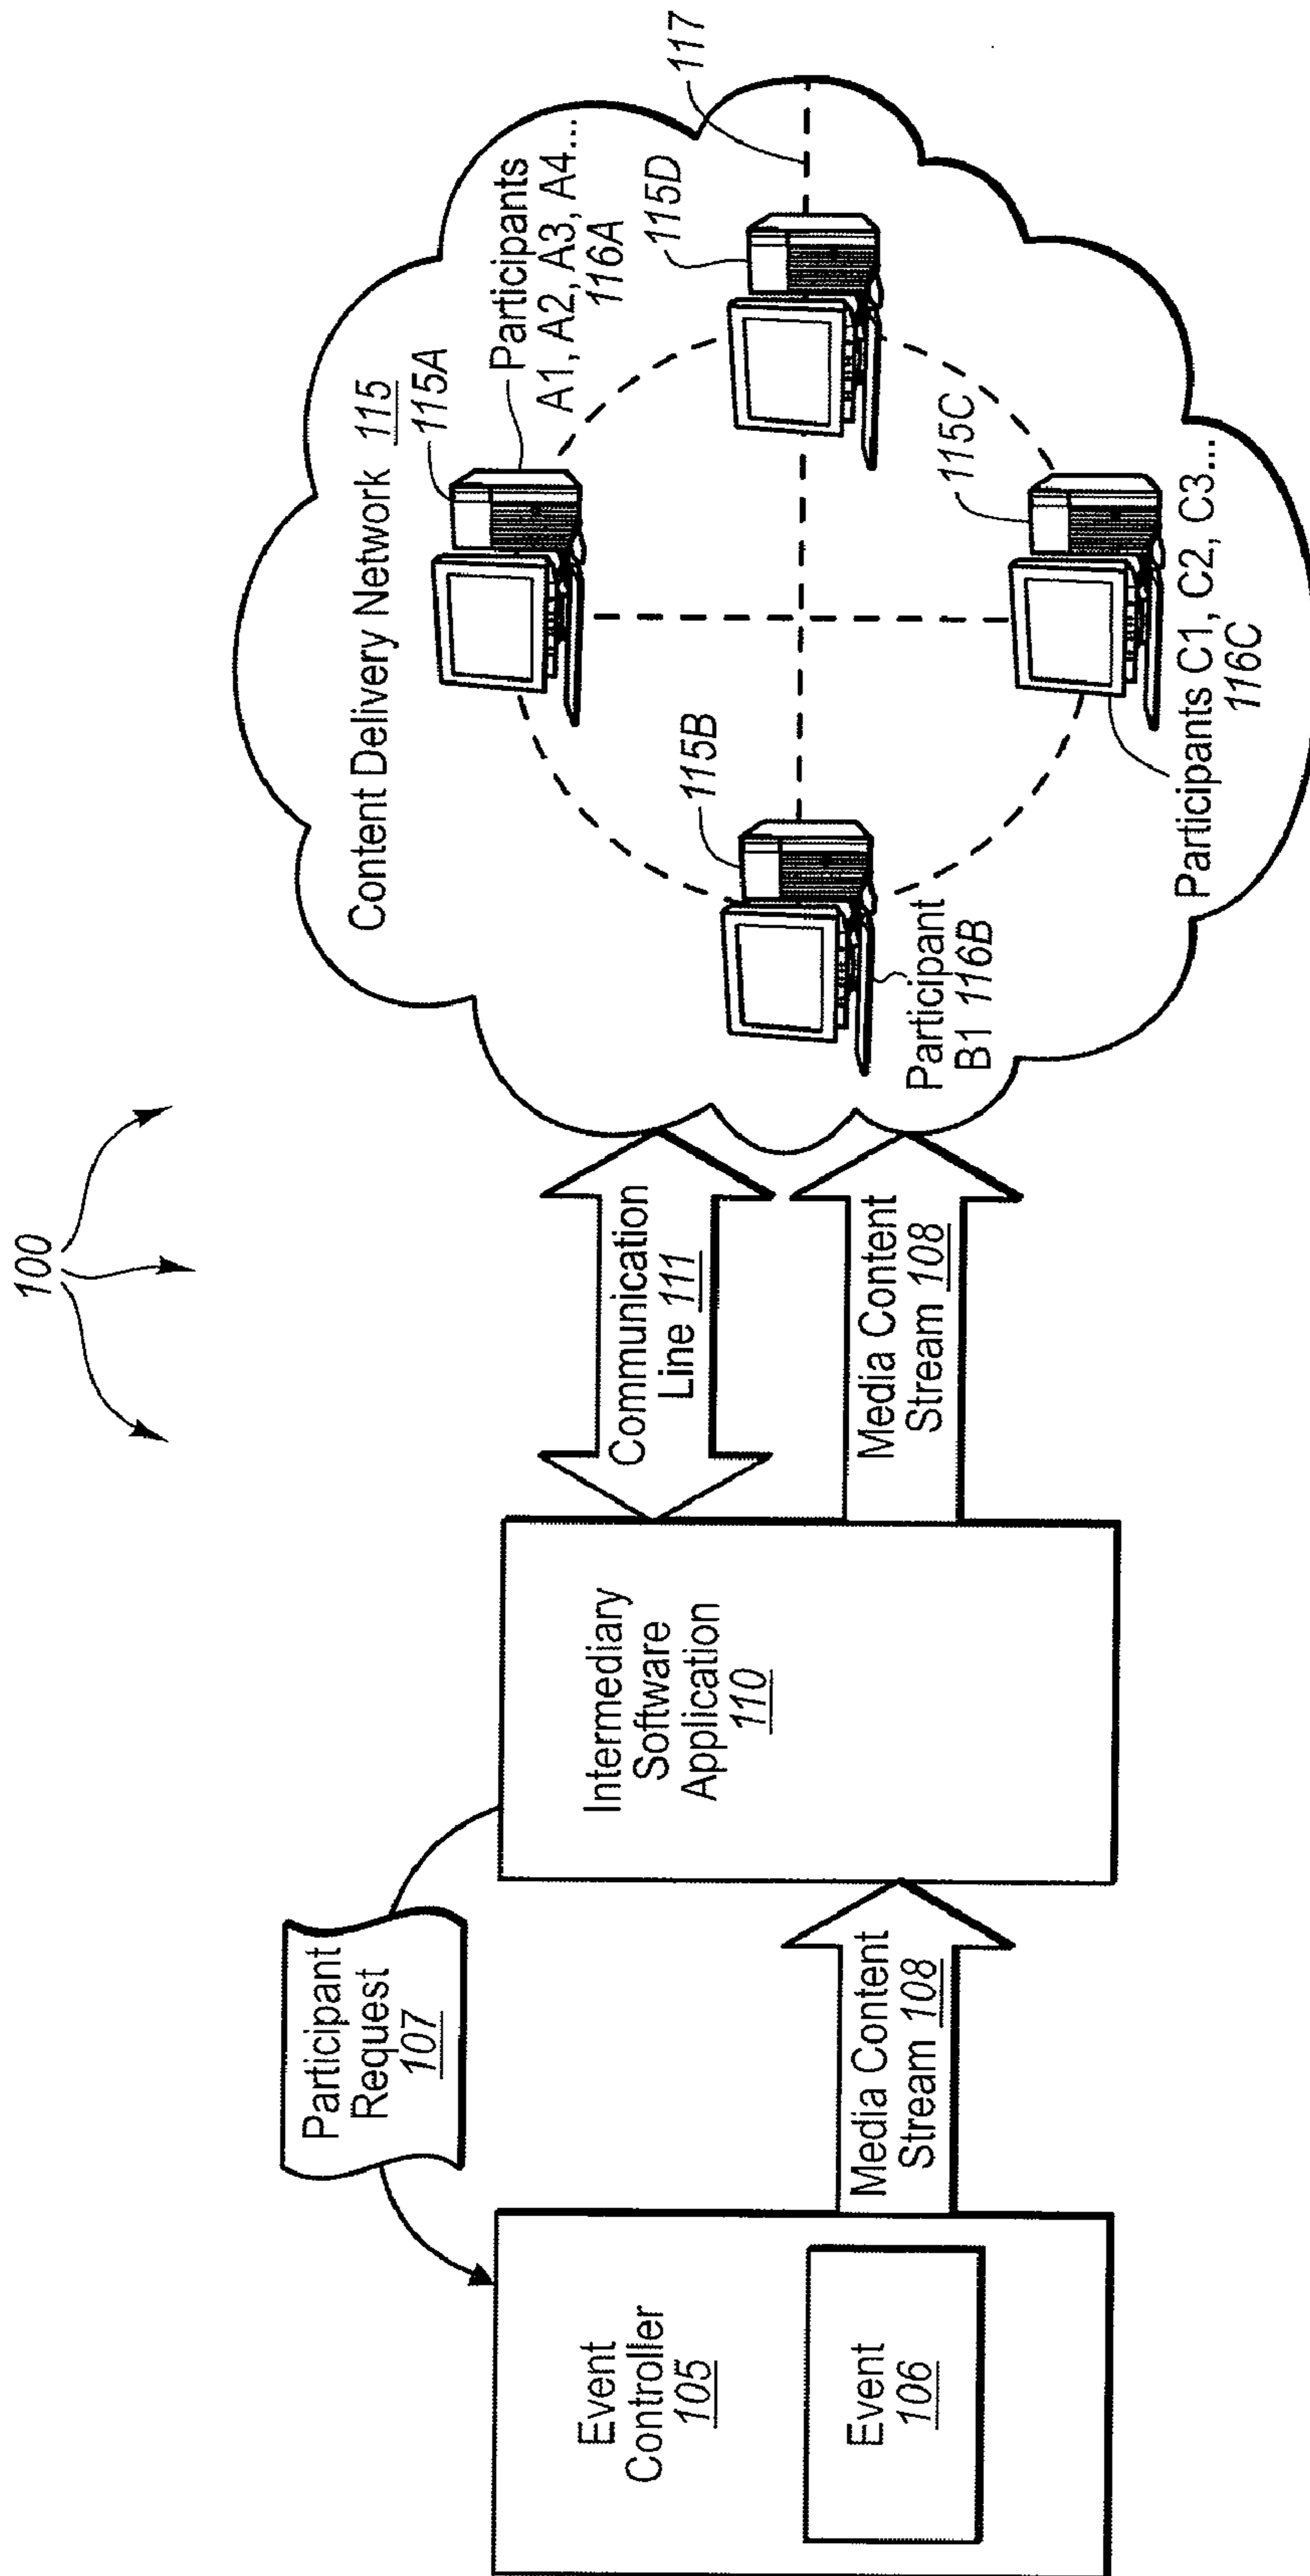 100
Participant
Request
107
Event
Controller
105
Event
106
Media Content
Stream 108
Intermediary
Software
Application
110
Communication
Line 111
Media Content
Stream 108
Content Delivery Network 115
115A
Participants
A1, A2, A3, A4...
116A
115B
Participant
B1 116B
115D
117
115C
Participants C1, C2, C3...
116C